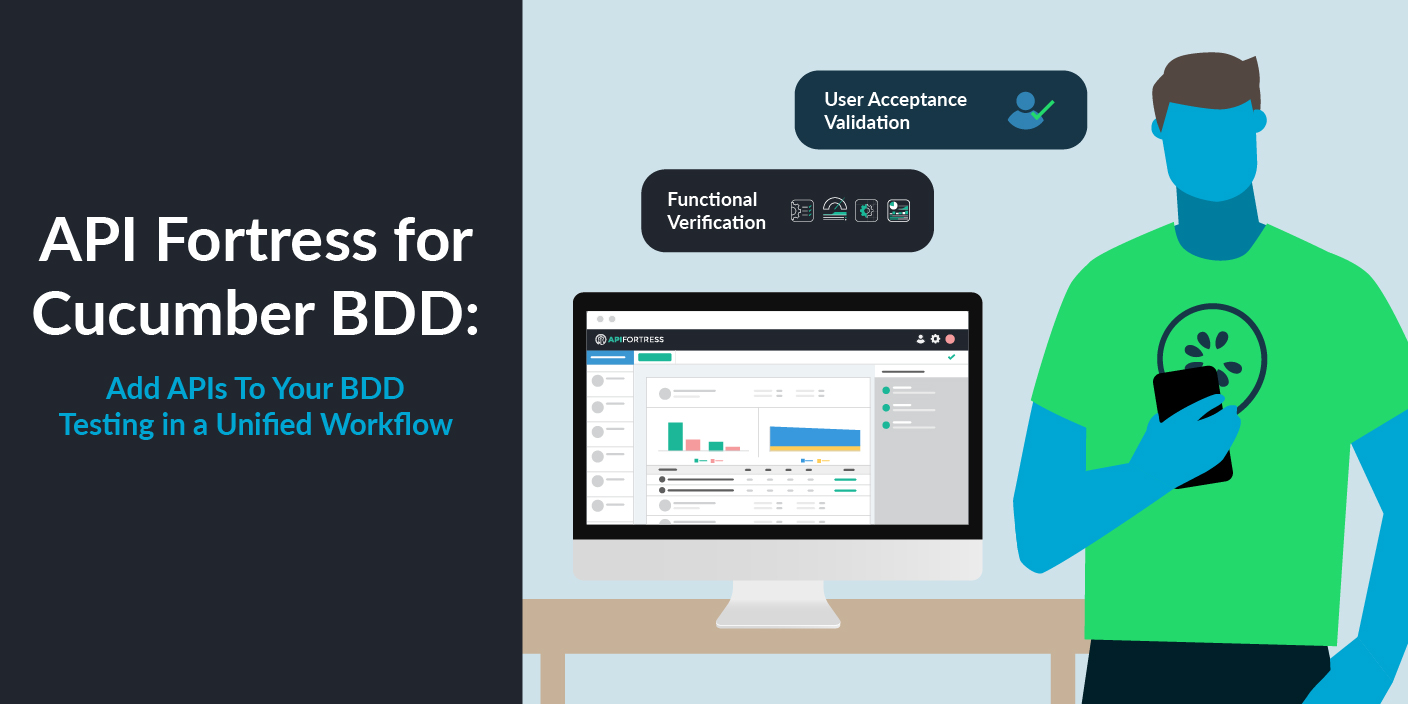 API Fortress for
Cucumber BDD:
Add APIs To Your BDD
Testing in a Unified Workflow
User Acceptance
Validation
Functional
Verification
APIFORTRESS